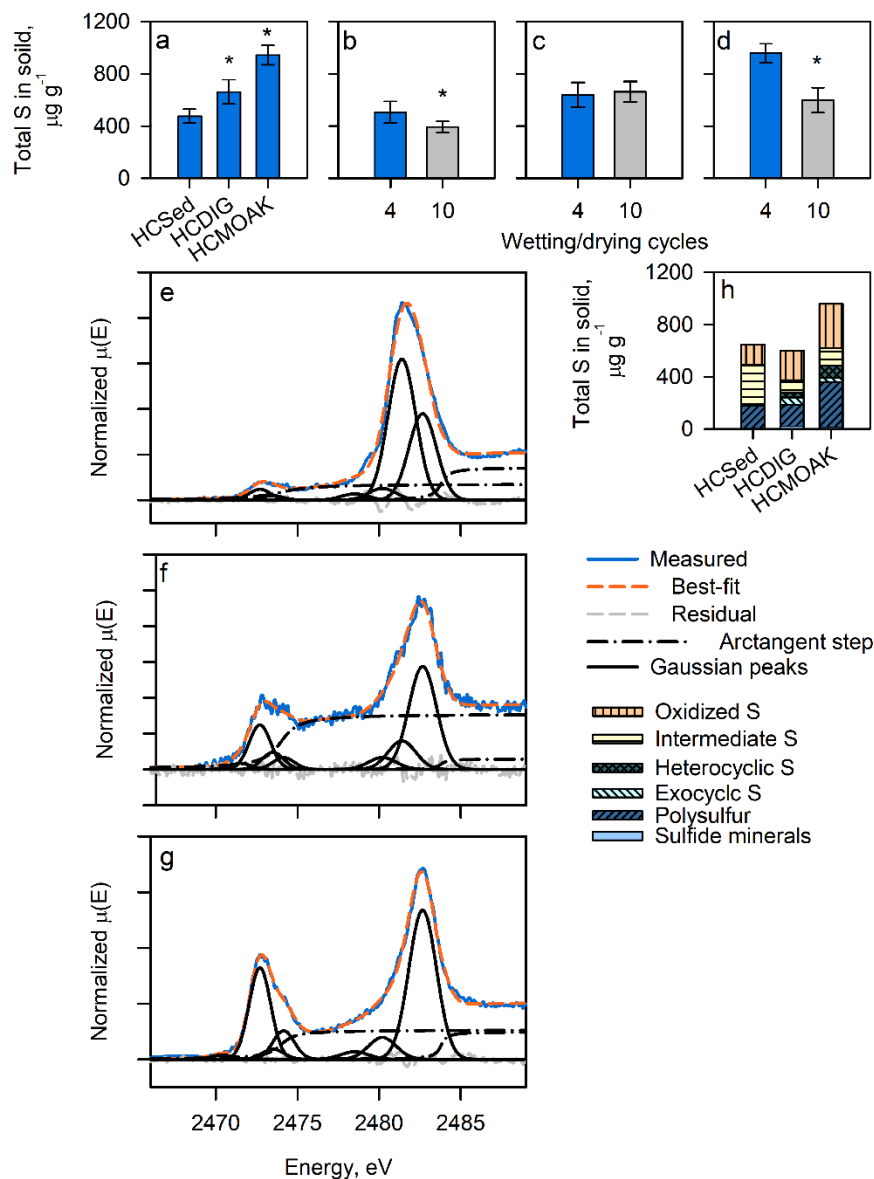 1200
800
400
0
Total S in soild,
µg g-1
a
*
*
HCSed
HCDIG
HCMOAK
b
*
4
10
c
4
10
d
*
4
10
Wetting/drying cycles
e
Normalized µ(E)
h
1200
800
400
0
Total S in solid,
µg g-1
HCSed
HCDIG
HCMOAK
f
Normalized µ(E)
Measured
Best-fit
Residual
Arctangent step
Gaussian peaks
Oxidized S
Intermediate S
Heterocyclic S
Exocyclc S
Polysulfur
Sulfide minerals
g
Normalized µ(E)
2470
2475
2480
2485
Energy, eV